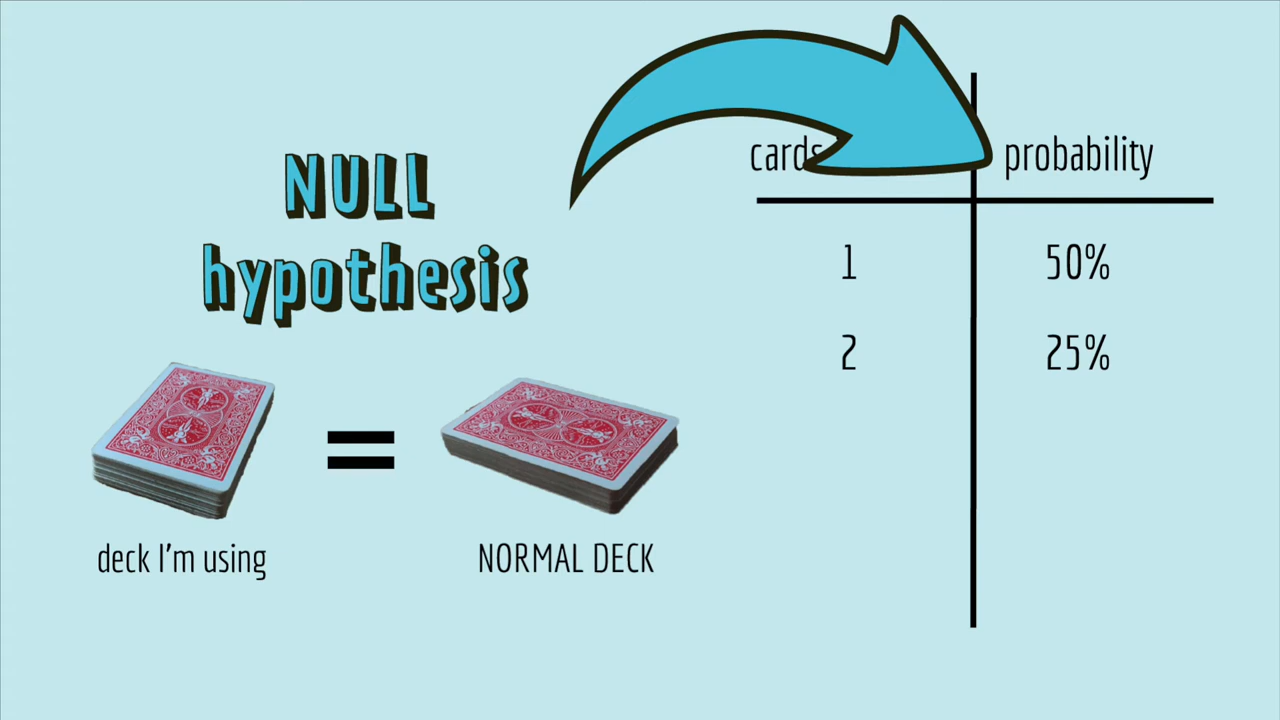 NULL
hypothesis
deck I'm using
=
NORMAL DECK
cards
probability
1
50%
2
25%